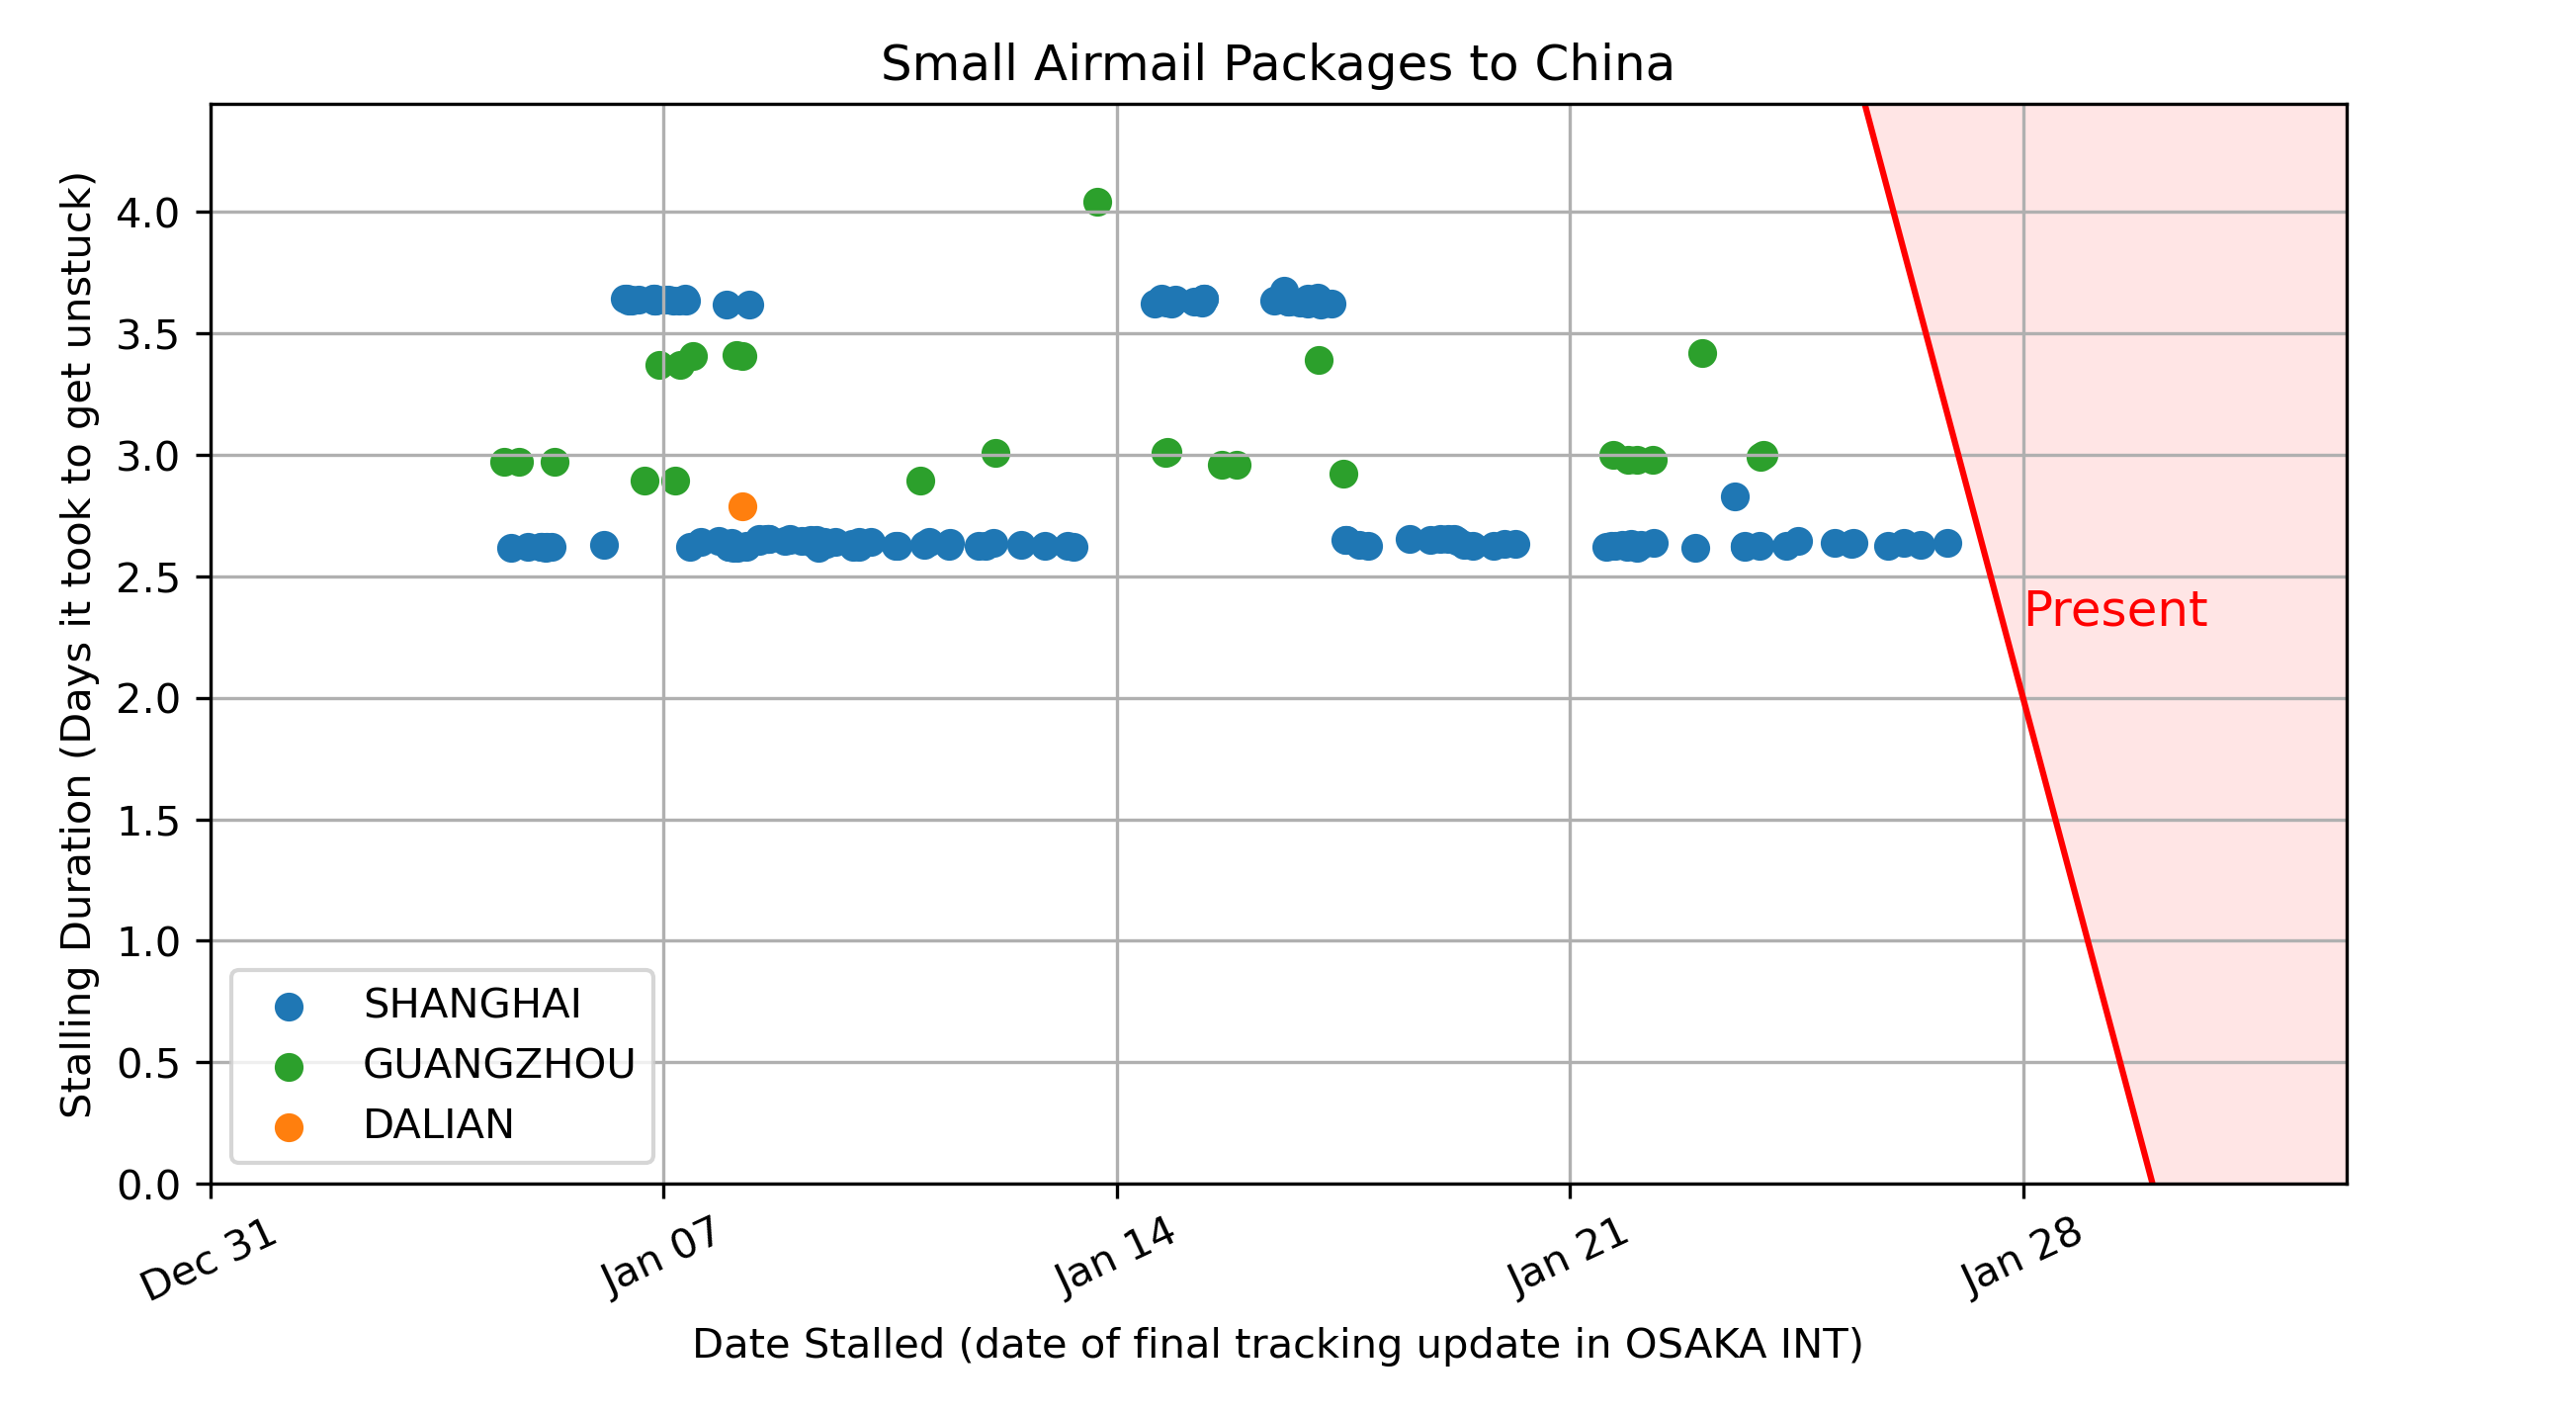 Small Airmail Packages to China
Stalling Duration (Days it took to get unstuck)
4.0
3.5
3.0
2.5
2.0
1.5
1.0
0.5
0.0
Present
SHANGHAI
GUANGZHOU
DALIAN
Dec 31
Jan 07
Jan 14
Jan 21
Jan 28
Date Stalled (date of final tracking update in OSAKA INT)